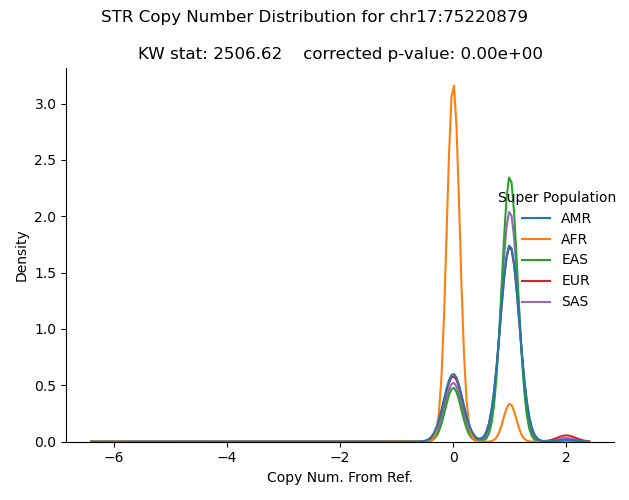 STR Copy Number Distribution for chr17:75220879
KW stat: 2506.62    corrected p-value: 0.00e+00
3.0
2.5
2.0
1.5
1.0
0.5
0.0
Density
Super Population
AMR
AFR
EAS
EUR
SAS
−6
−4
−2
0
2
Copy Num. From Ref.